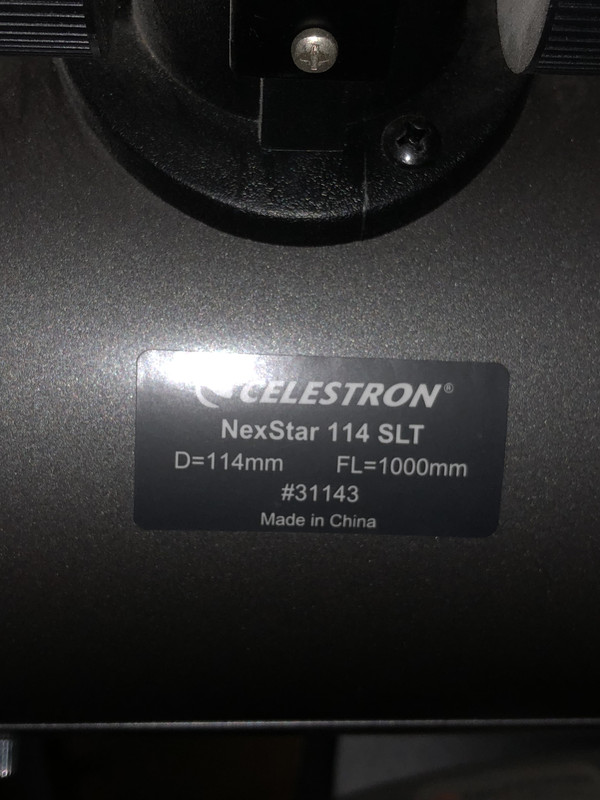 CELESTRON®
NexStar 114 SLT
D=114mm FL=1000mm
#31143
Made in China